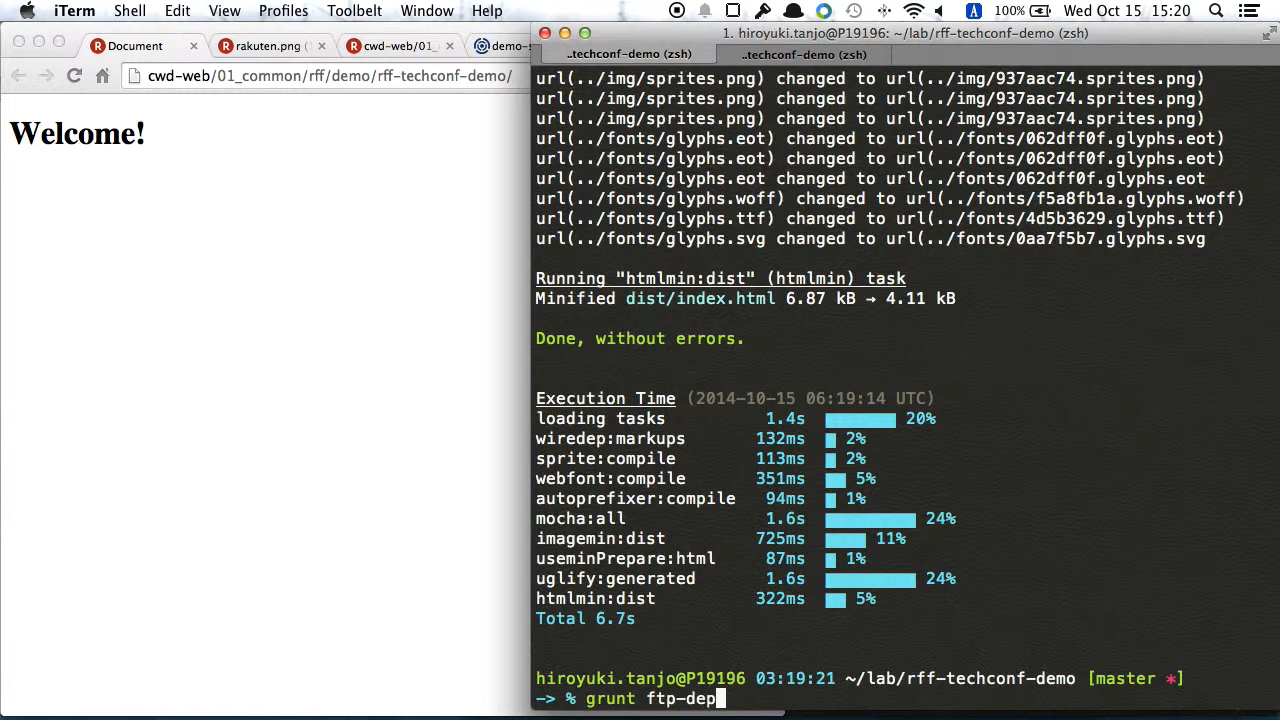 iTerm Shell Edit View Profiles Toolbelt Window Help 100% Wed Oct 15 15:20
Document rakuten.png (1 cwd-web/01_ demo-s
cwd-web/01_common/rff/demo/rff-techconf-demo/
Welcome!
1. hiroyuki.tanjo@P19196: ~/lab/rff-techconf-demo (zsh)
..techconf-demo (zsh) ..techconf-demo (zsh)
url(../img/sprites.png) changed to url(../img/937aac74.sprites.png)
url(../img/sprites.png) changed to url(../img/937aac74.sprites.png)
url(../img/sprites.png) changed to url(../img/937aac74.sprites.png)
url(../fonts/glyphs.eot) changed to url(../fonts/062dff0f.glyphs.eot)
url(../fonts/glyphs.eot) changed to url(../fonts/062dff0f.glyphs.eot)
url(../fonts/glyphs.eot changed to url(../fonts/062dff0f.glyphs.eot
url(../fonts/glyphs.woff) changed to url(../fonts/f5a8fb1a.glyphs.woff)
url(../fonts/glyphs.ttf) changed to url(../fonts/4d5b3629.glyphs.ttf)
url(../fonts/glyphs.svg changed to url(../fonts/0aa7f5b7.glyphs.svg
Running "htmlmin:dist" (htmlmin) task
Minified dist/index.html 6.87 kB → 4.11 kB
Done, without errors.
Execution Time (2014-10-15 06:19:14 UTC)
loading tasks 1.4s 20%
wiredep:markups 132ms 2%
sprite:compile 113ms 2%
webfont:compile 351ms 5%
autoprefixer:compile 94ms 1%
mocha:all 1.6s 24%
imagemin:dist 725ms 11%
useminPrepare:html 87ms 1%
uglify:generated 1.6s 24%
htmlmin:dist 322ms 5%
Total 6.7s
hiroyuki.tanjo@P19196 03:19:21 ~/lab/rff-techconf-demo [master *]
-> % grunt ftp-dep